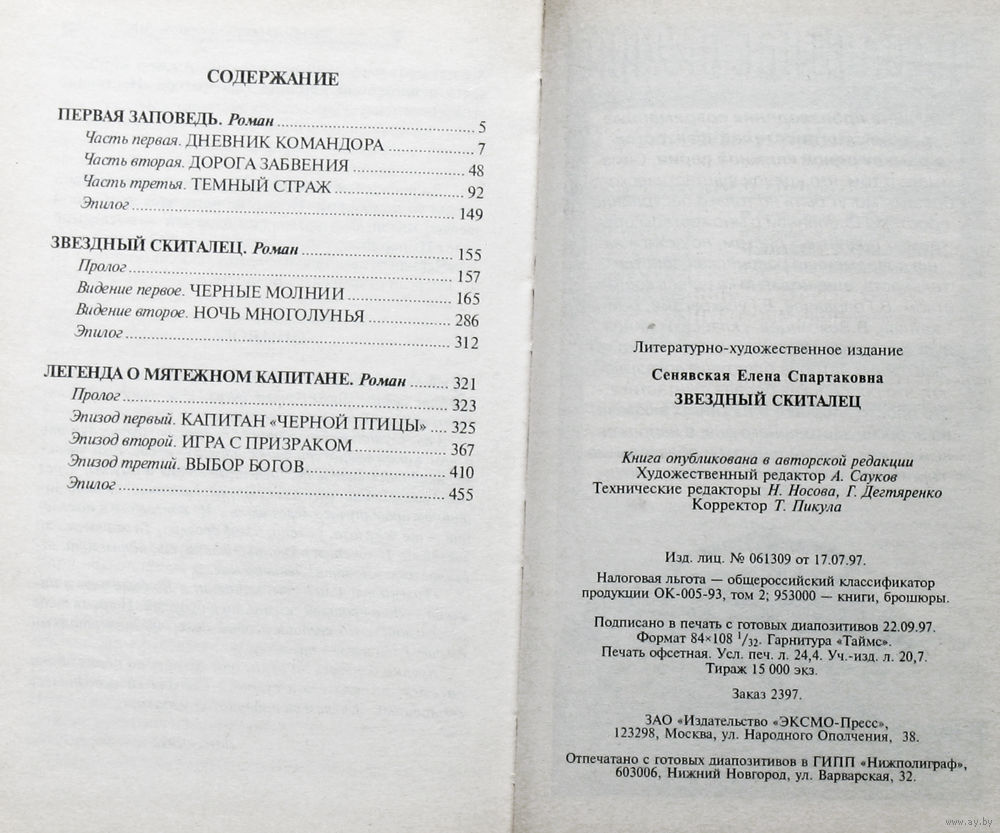 СОДЕРЖАНИЕ
ПЕРВАЯ ЗАПОВЕДЬ. Роман 5
Часть первая. ДНЕВНИК КОМАНДОРА 7
Часть вторая. ДОРОГА ЗАБВЕНИЯ 48
Часть третья. ТЕМНЫЙ СТРАЖ 92
Эпилог 149
ЗВЕЗДНЫЙ СКИТАЛЕЦ. Роман 155
Пролог 157
Видение первое. ЧЕРНЫЕ МОЛНИИ 165
Видение второе. НОЧЬ МНОГОЛУНЬЯ 286
Эпилог 312
ЛЕГЕНДА О МЯТЕЖНОМ КАПИТАНЕ. Роман 321
Пролог 323
Эпизод первый. КАПИТАН «ЧЕРНОЙ ПТИЦЫ» 325
Эпизод второй. ИГРА С ПРИЗРАКОМ 367
Эпизод третий. ВЫБОР БОГОВ 410
Эпилог 455
Литературно-художественное издание
Сенявская Елена Спартаковна
ЗВЕЗДНЫЙ СКИТАЛЕЦ
Книга опубликована в авторской редакции
Художественный редактор А. Сауков
Технические редакторы Н. Носова, Г. Дегтяренко
Корректор Т. Пикула
Изд. лиц. № 061309 от 17.07.97.
Налоговая льгота — общероссийский классификатор
продукции ОК-005-93, том 2; 953000 — книги, брошюры.
Подписано в печать с готовых диапозитивов 22.09.97.
Формат 84×108 1/32. Гарнитура «Таймс».
Печать офсетная. Усл. печ. л. 24,4. Уч.-изд. л. 20,7.
Тираж 15 000 экз.
Заказ 2397.
ЗАО «Издательство «ЭКСМО-Пресс»,
123298, Москва, ул. Народного Ополчения, 38.
Отпечатано с готовых диапозитивов в ГИПП «Нижполиграф»,
603006, Нижний Новгород, ул. Варварская, 32.
www.ay.by